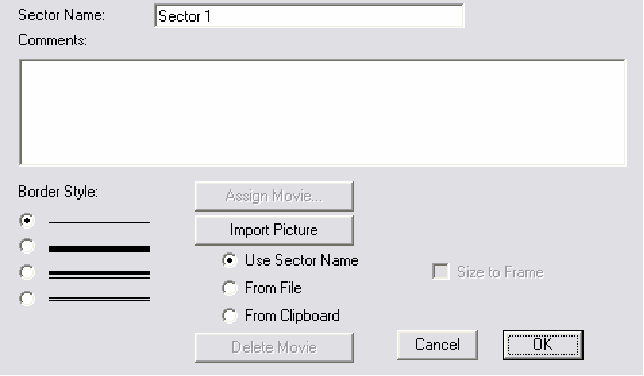 Sector Name: Sector 1
Comments:
Border Style:
Assign Movie...
Import Picture
Use Sector Name
From File
From Clipboard
Size to Frame
Delete Movie
Cancel
OK